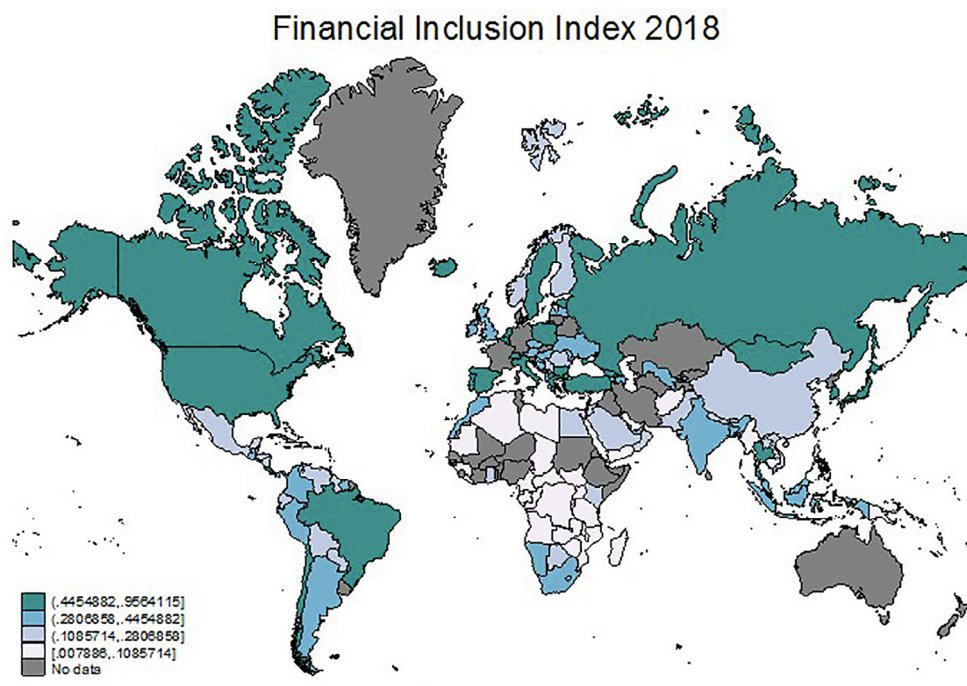 Financial Inclusion Index 2018
(.4454882,.9564115]
(.2806858,.4454882]
(.1085714,.2806858]
[.007886,.1085714]
No data